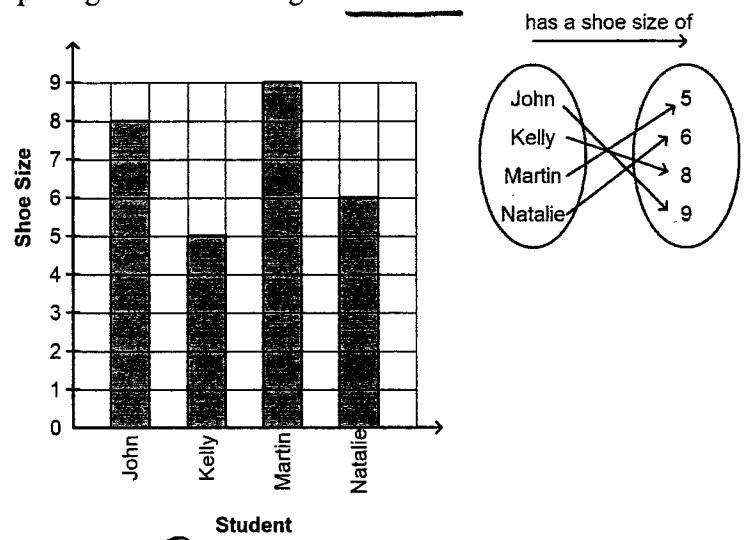 has a shoe size of
9
8
7
6
5
4
3
2
1
0
Shoe Size
John
Kelly
Martin
Natalie
Student
John
Kelly
Martin
Natalie
5
6
8
9